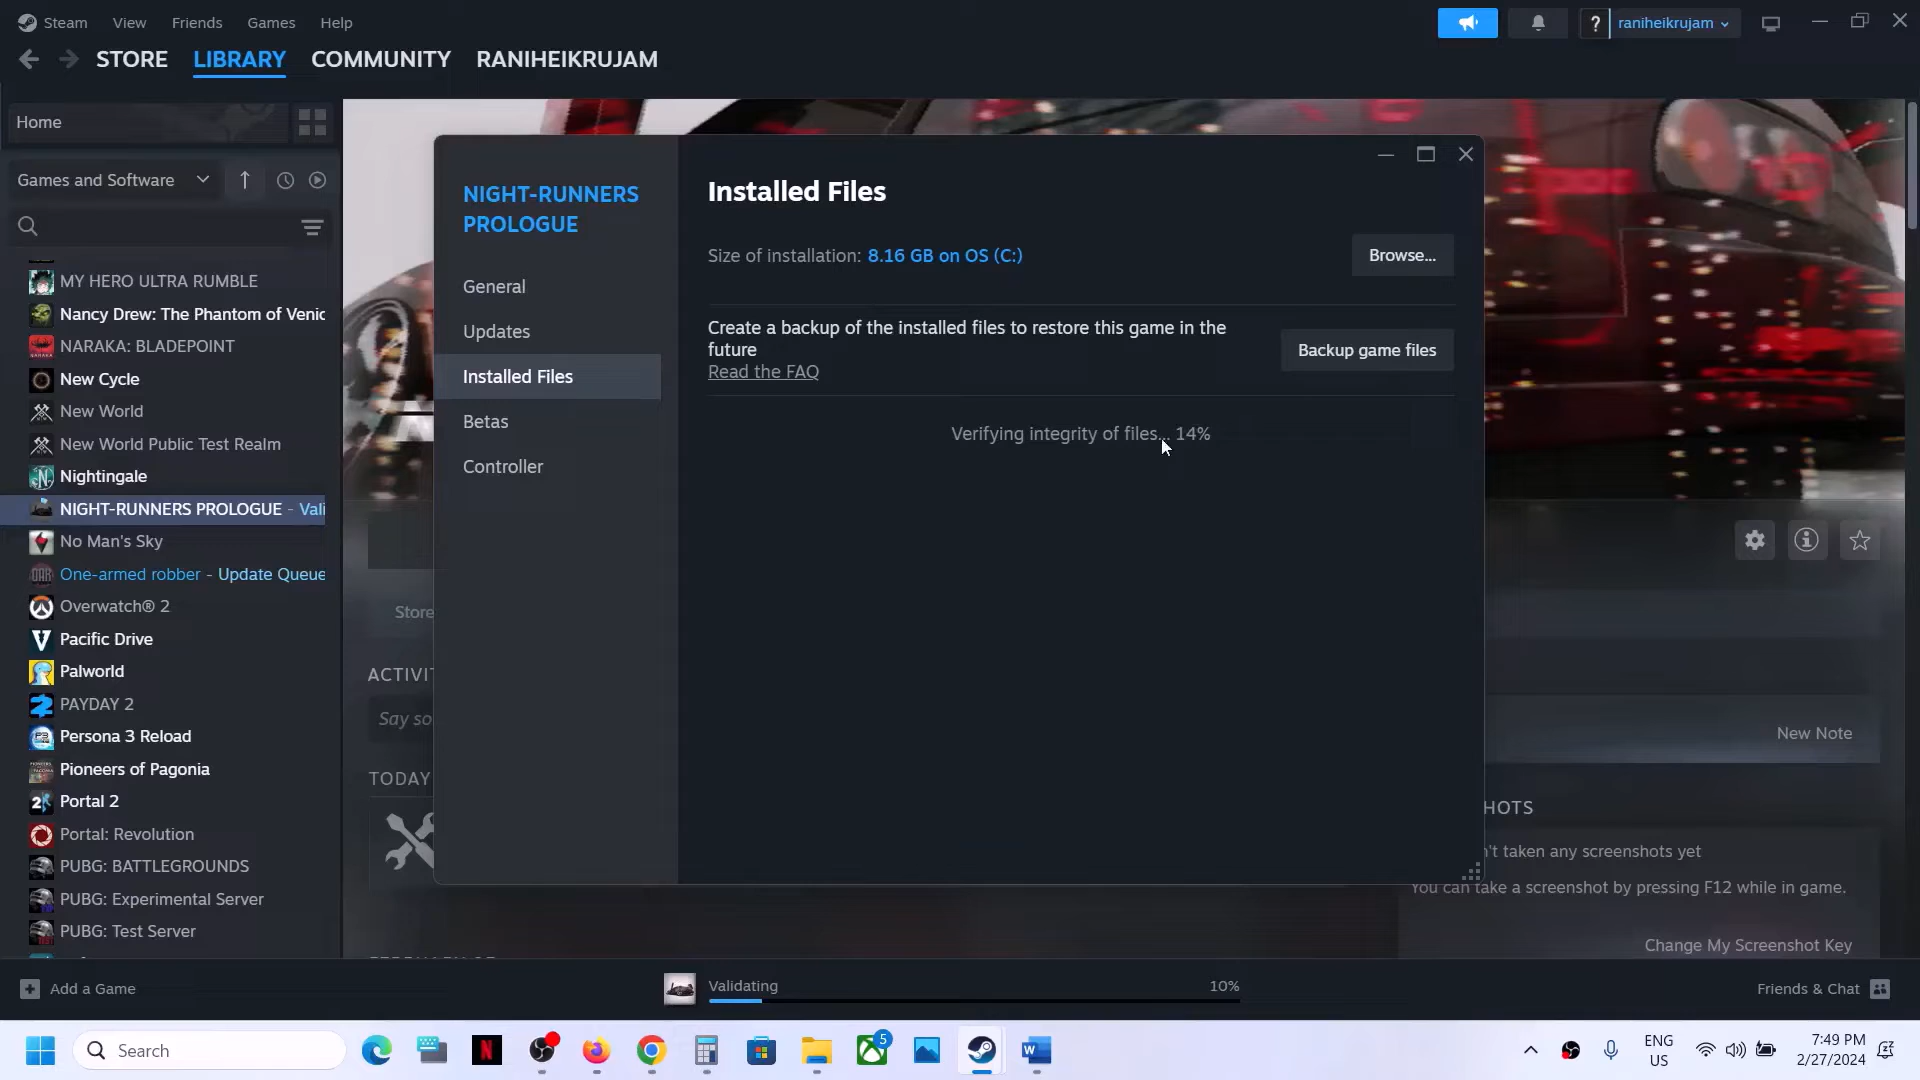 Steam View Friends Games Help
? raniheikrujam
STORE LIBRARY COMMUNITY RANIHEIKRUJAM
Home
Games and Software
MY HERO ULTRA RUMBLE
Nancy Drew: The Phantom of Venic
NARAKA: BLADEPOINT
New Cycle
New World
New World Public Test Realm
Nightingale
NIGHT-RUNNERS PROLOGUE - Vali
No Man's Sky
One-armed robber - Update Queue
Overwatch® 2
Pacific Drive
Palworld
PAYDAY 2
Persona 3 Reload
Pioneers of Pagonia
Portal 2
Portal: Revolution
PUBG: BATTLEGROUNDS
PUBG: Experimental Server
PUBG: Test Server
NIGHT-RUNNERS
PROLOGUE
General
Updates
Installed Files
Betas
Controller
Installed Files
Size of installation: 8.16 GB on OS (C:)
Browse...
Create a backup of the installed files to restore this game in the
future
Read the FAQ
Backup game files
Verifying integrity of files... 14%
Store
ACTIVIT
Say so
TODAY
New Note
HOTS
't taken any screenshots yet
You can take a screenshot by pressing F12 while in game.
Change My Screenshot Key
Add a Game
Validating 10%
Friends & Chat
Search
5
ENG
US
7:49 PM
2/27/2024